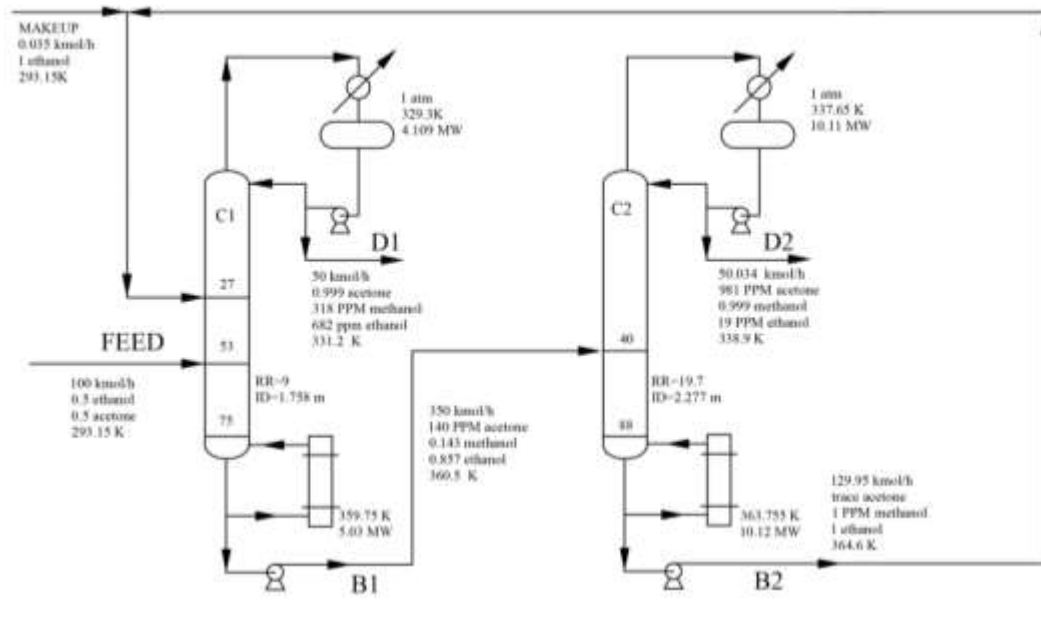 MAKEUP
0.035 kmol/h
1 ethanol
293.15K
1 atm
329.3K
4.109 MW
1 atm
337.65 K
10.11 MW
C1
C2
D1
50 kmol/h
0.999 acetone
318 PPM methanol
682 ppm ethanol
331.2 K
D2
50.034 kmol/h
981 PPM acetone
0.999 methanol
19 PPM ethanol
338.9 K
27
53
75
FEED
100 kmol/h
0.5 ethanol
0.5 acetone
293.15 K
RR=9
ID=1.758 m
40
88
RR=19.7
ID=2.277 m
350 kmol/h
140 PPM acetone
0.143 methanol
0.857 ethanol
360.5 K
359.75 K
5.03 MW
363.755 K
10.12 MW
129.95 kmol/h
trace acetone
1 PPM methanol
1 ethanol
364.6 K
B1
B2